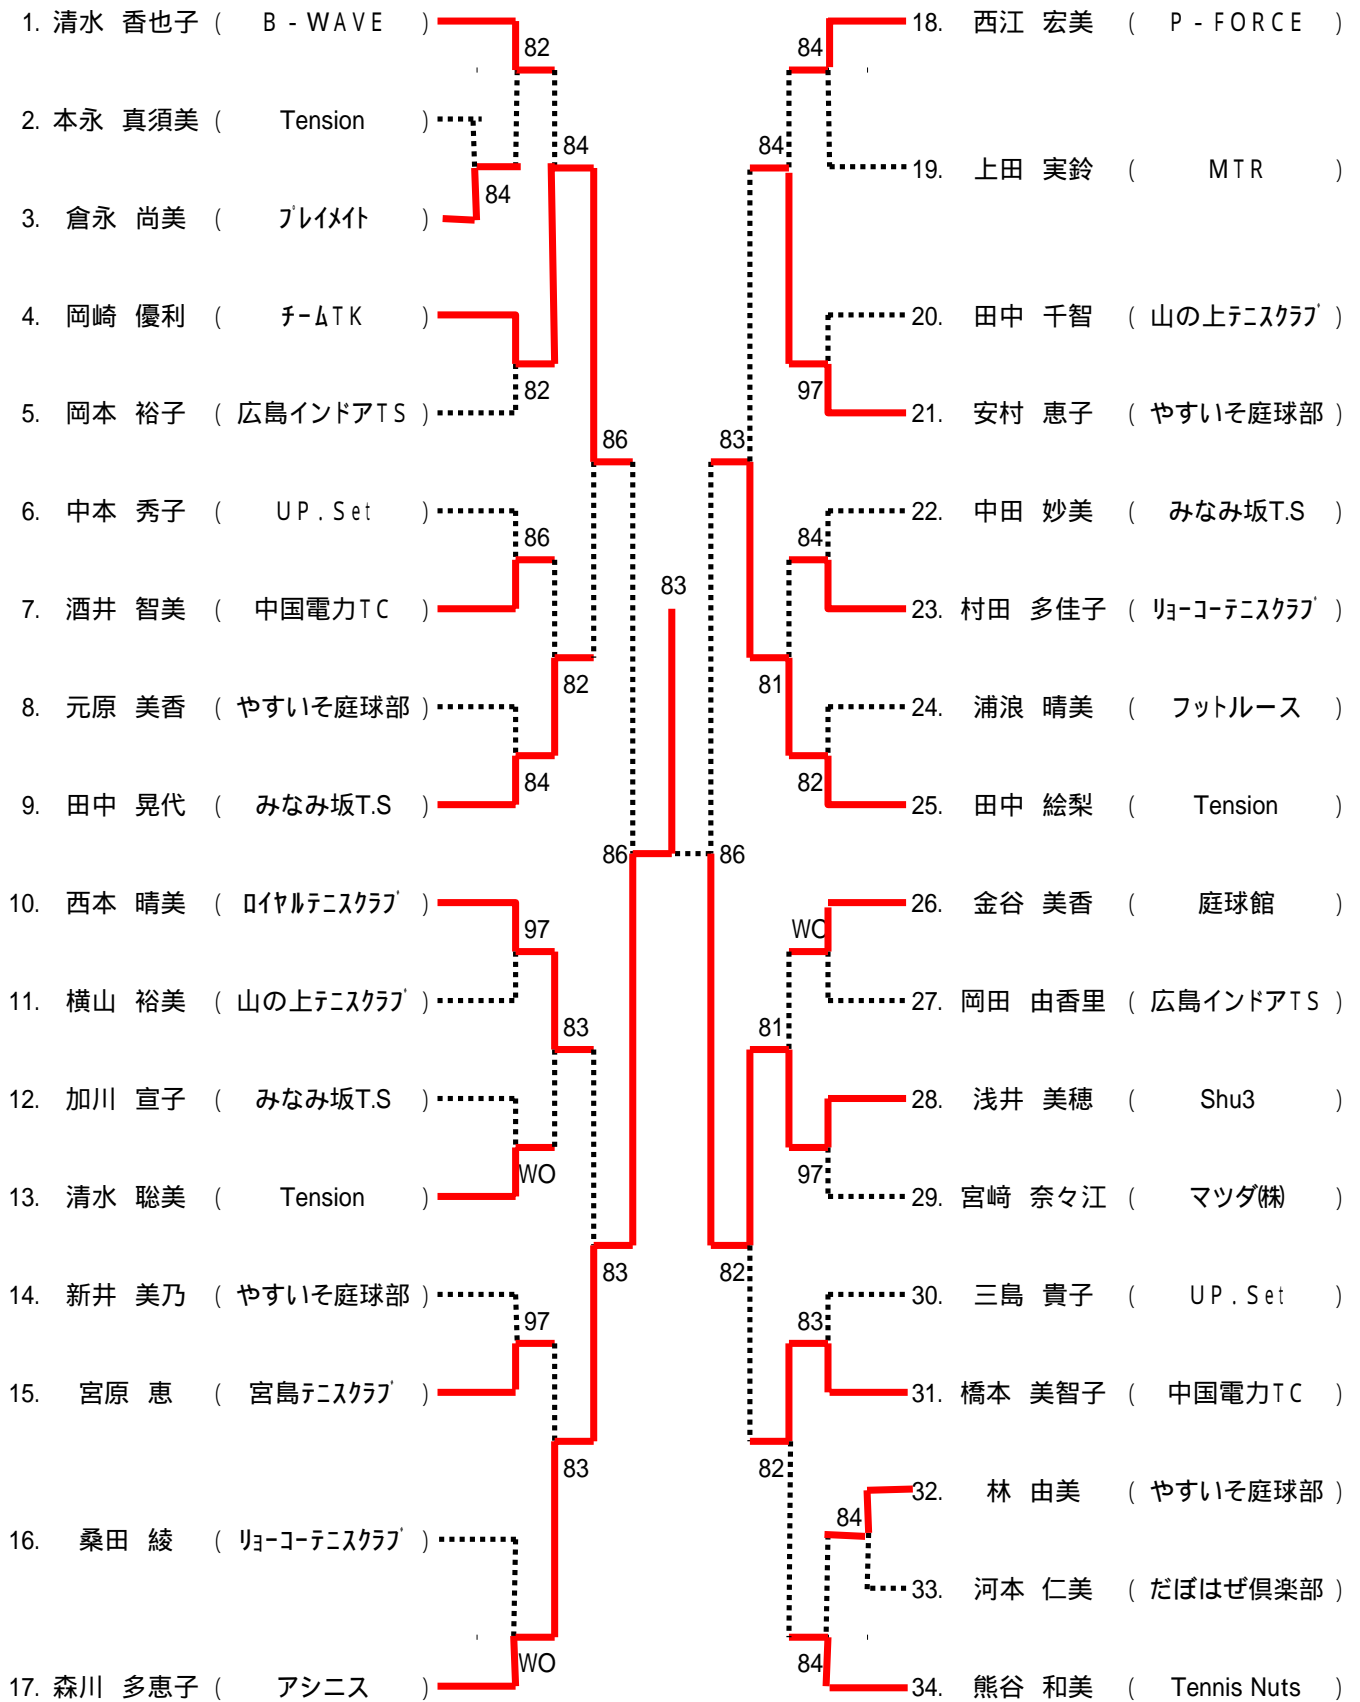 1. 清水 香也子 ( B - WAVE )
82
2. 本永 真須美 ( Tension )
84
84
3. 倉永 尚美 ( プレイメイト )
4. 岡崎 優利 ( チームTK )
82
5. 岡本 裕子 ( 広島インドアTS )
86
6. 中本 秀子 ( UP.Set )
86
7. 酒井 智美 ( 中国電力TC )
82
8. 元原 美香 ( やすいそ庭球部 )
84
9. 田中 晃代 ( みなみ坂T.S )
86
10. 西本 晴美 ( ロイヤルテニスクラブ )
97
11. 横山 裕美 ( 山の上テニスクラブ )
83
12. 加川 宣子 ( みなみ坂T.S )
WO
13. 清水 聡美 ( Tension )
83
14. 新井 美乃 ( やすいそ庭球部 )
97
15. 宮原 恵 ( 宮島テニスクラブ )
83
16. 桑田 綾 ( リョーコーテニスクラブ )
WO
17. 森川 多恵子 ( アシニス )
83
18. 西江 宏美 ( P - FORCE )
84
84
19. 上田 実鈴 ( MTR )
20. 田中 千智 ( 山の上テニスクラブ )
97
21. 安村 恵子 ( やすいそ庭球部 )
83
22. 中田 妙美 ( みなみ坂T.S )
84
23. 村田 多佳子 ( リョーコーテニスクラブ )
81
24. 浦浪 晴美 ( フットルース )
82
25. 田中 絵梨 ( Tension )
86
26. 金谷 美香 ( 庭球館 )
WO
27. 岡田 由香里 ( 広島インドアTS )
81
28. 浅井 美穂 ( Shu3 )
97
29. 宮﨑 奈々江 ( マツダ(株) )
82
30. 三島 貴子 ( UP.Set )
83
31. 橋本 美智子 ( 中国電力TC )
82
32. 林 由美 ( やすいそ庭球部 )
84
33. 河本 仁美 ( だぼはぜ倶楽部 )
84
34. 熊谷 和美 ( Tennis Nuts )